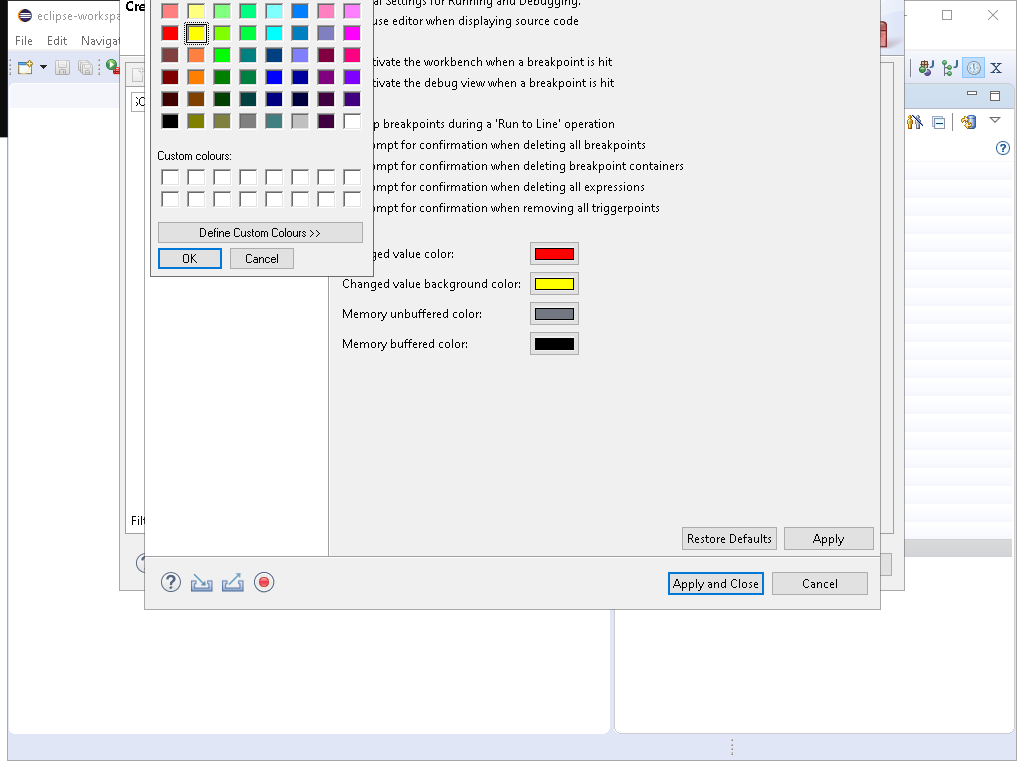 eclipse-workspa
File Edit Navigat
Cre
al Settings for Running and Debugging.
use editor when displaying source code
tivate the workbench when a breakpoint is hit
tivate the debug view when a breakpoint is hit
p breakpoints during a 'Run to Line' operation
ompt for confirmation when deleting all breakpoints
ompt for confirmation when deleting breakpoint containers
ompt for confirmation when deleting all expressions
ompt for confirmation when removing all triggerpoints
Custom colours:
Define Custom Colours >>
OK Cancel
ged value color:
Changed value background color:
Memory unbuffered color:
Memory buffered color:
Filt
Restore Defaults Apply
Apply and Close Cancel